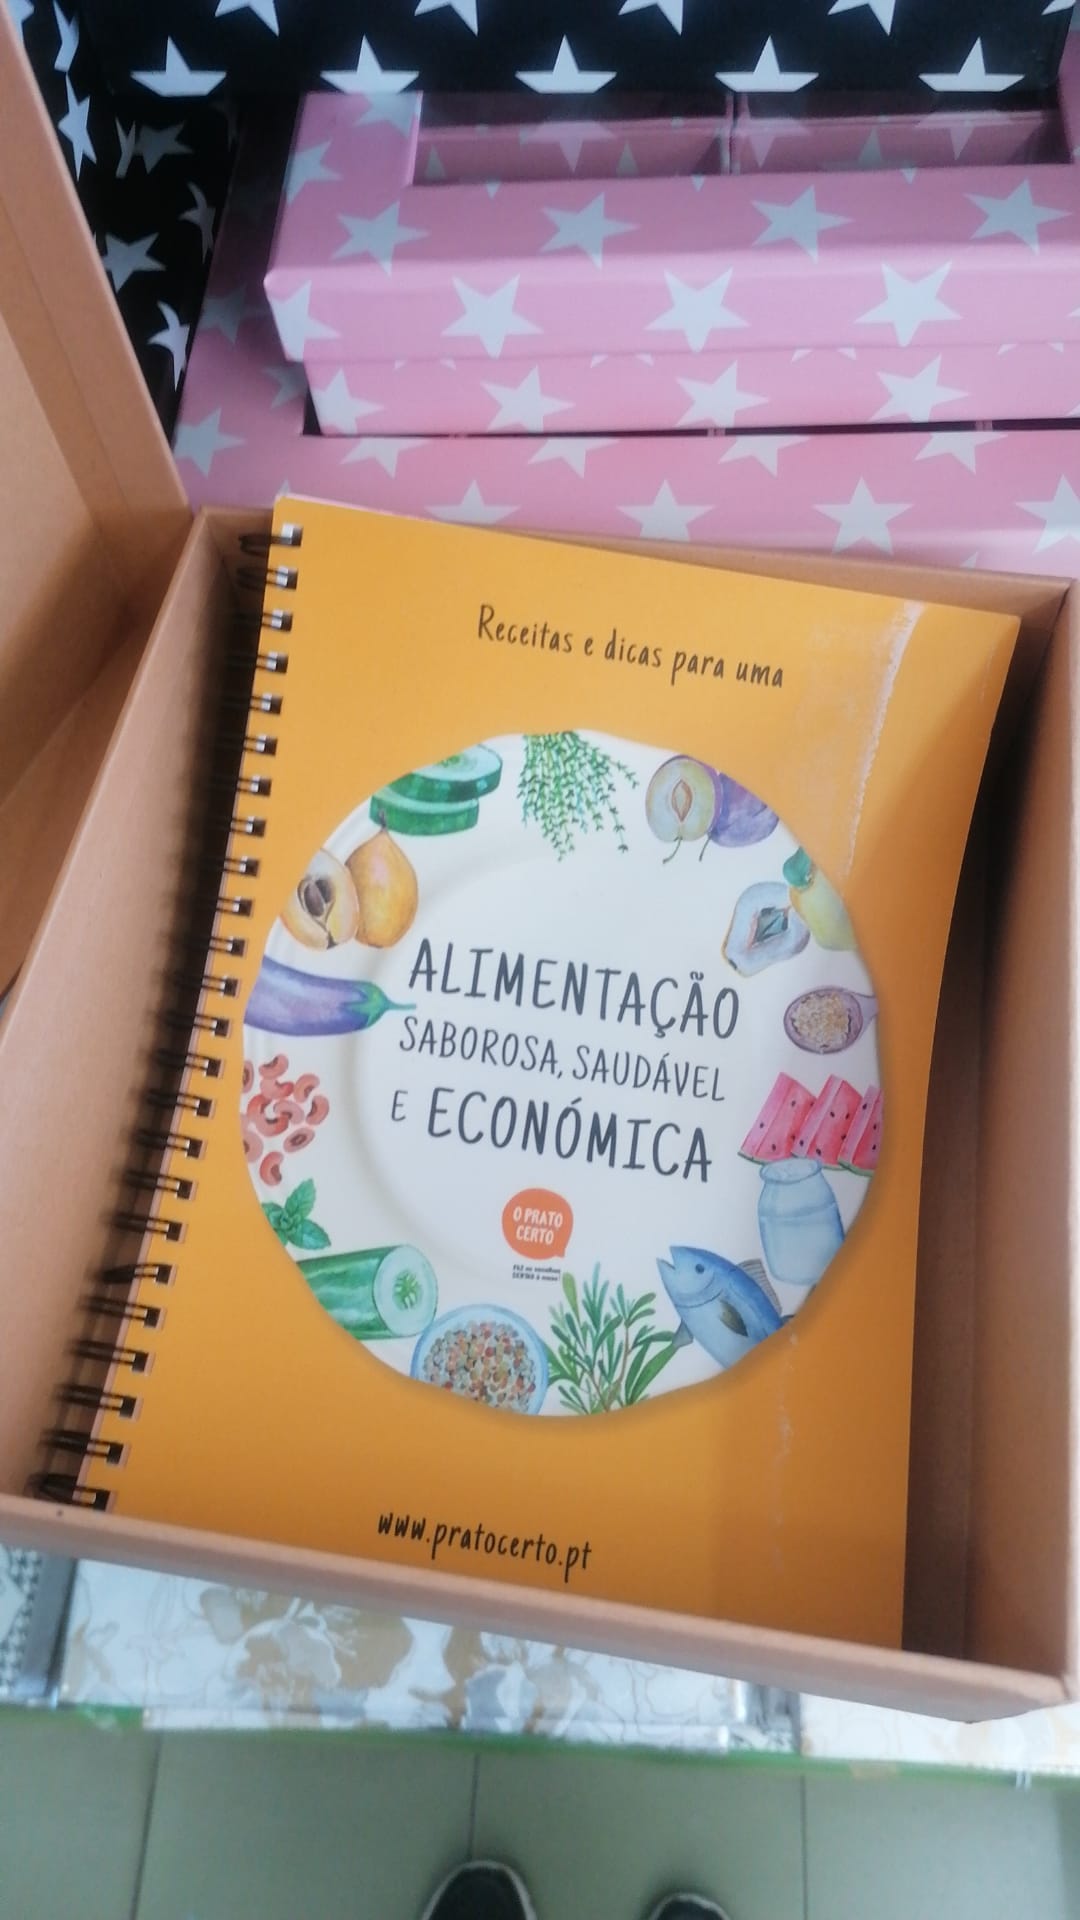 Receitas e dicas para uma
ALIMENTAÇÃO
SABOROSA, SAUDÁVEL
E ECONÓMICA
O PRATO
CERTO
www.pratocerto.pt